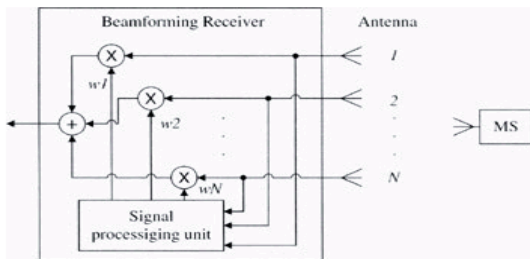 Beamforming Receiver
Antenna
1
w1
2
w2
MS
N
wN
Signal
processiging unit